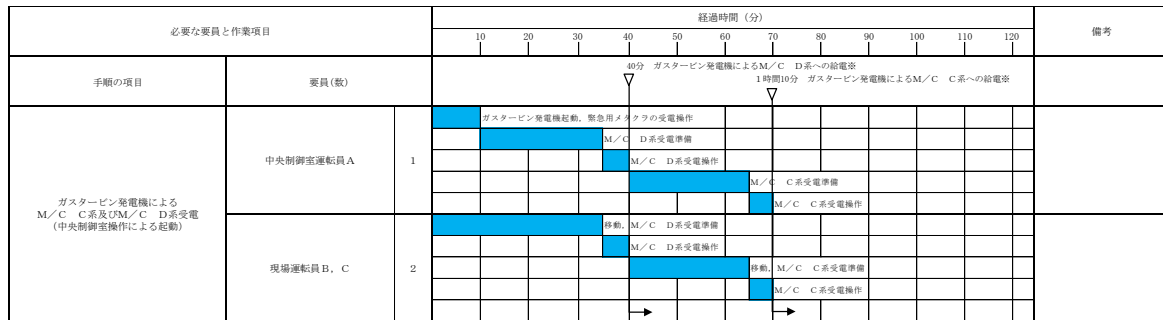 必要な要員と作業項目
経過時間（分）
備考
10 20 30 40 50 60 70 80 90 100 110 120
手順の項目
要員(数)
40分　ガスタービン発電機によるＭ／Ｃ　Ｄ系への給電※
１時間10分　ガスタービン発電機によるＭ／Ｃ　Ｃ系への給電※
ガスタービン発電機による
Ｍ／Ｃ　Ｃ系及びＭ／Ｃ　Ｄ系受電
（中央制御室操作による起動）
中央制御室運転員Ａ
1
ガスタービン発電機起動，緊急用メタクラの受電操作
Ｍ／Ｃ　Ｄ系受電準備
Ｍ／Ｃ　Ｄ系受電操作
Ｍ／Ｃ　Ｃ系受電準備
Ｍ／Ｃ　Ｃ系受電操作
現場運転員Ｂ，Ｃ
2
移動，Ｍ／Ｃ　Ｄ系受電準備
Ｍ／Ｃ　Ｄ系受電操作
移動，Ｍ／Ｃ　Ｃ系受電準備
Ｍ／Ｃ　Ｃ系受電操作